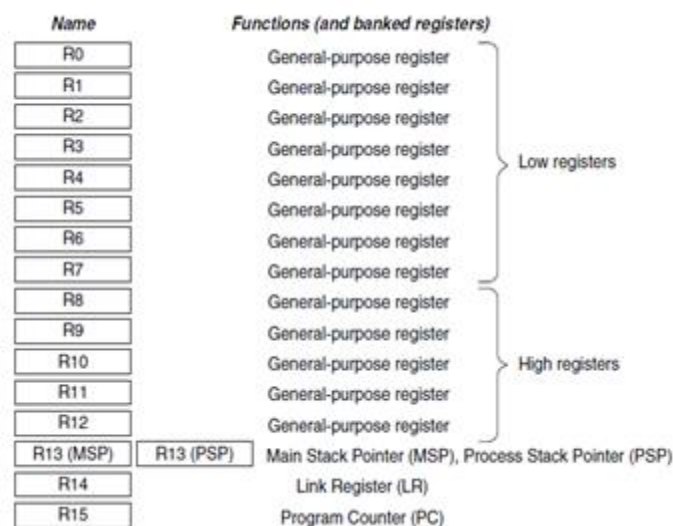 Name Functions (and banked registers)
R0 General-purpose register
R1 General-purpose register
R2 General-purpose register
R3 General-purpose register
Low registers
R4 General-purpose register
R5 General-purpose register
R6 General-purpose register
R7 General-purpose register
R8 General-purpose register
R9 General-purpose register
R10 General-purpose register
High registers
R11 General-purpose register
R12 General-purpose register
R13 (MSP) R13 (PSP) Main Stack Pointer (MSP), Process Stack Pointer (PSP)
R14 Link Register (LR)
R15 Program Counter (PC)